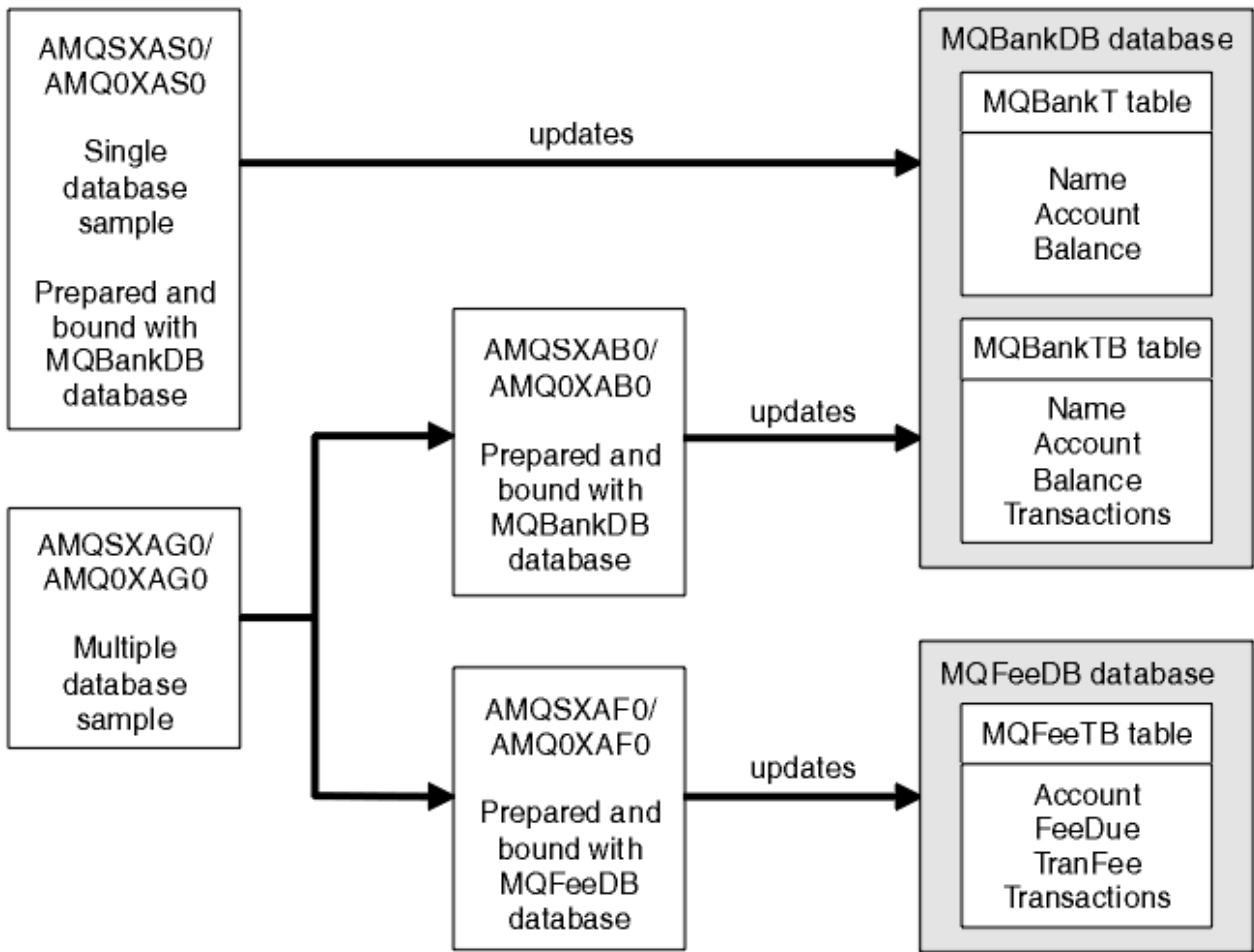 AMQSXAS0/
AMQ0XAS0
Single
database
sample
Prepared and
bound with
MQBankDB
database
updates
MQBankDB database
MQBankT table
Name
Account
Balance
MQBankTB table
Name
Account
Balance
Transactions
AMQSXAB0/
AMQ0XAB0
Prepared and
bound with
MQBankDB
database
updates
AMQSXAG0/
AMQ0XAG0
Multiple
database
sample
AMQSXAF0/
AMQ0XAF0
Prepared and
bound with
MQFeeDB
database
updates
MQFeeDB database
MQFeeTB table
Account
FeeDue
TranFee
Transactions